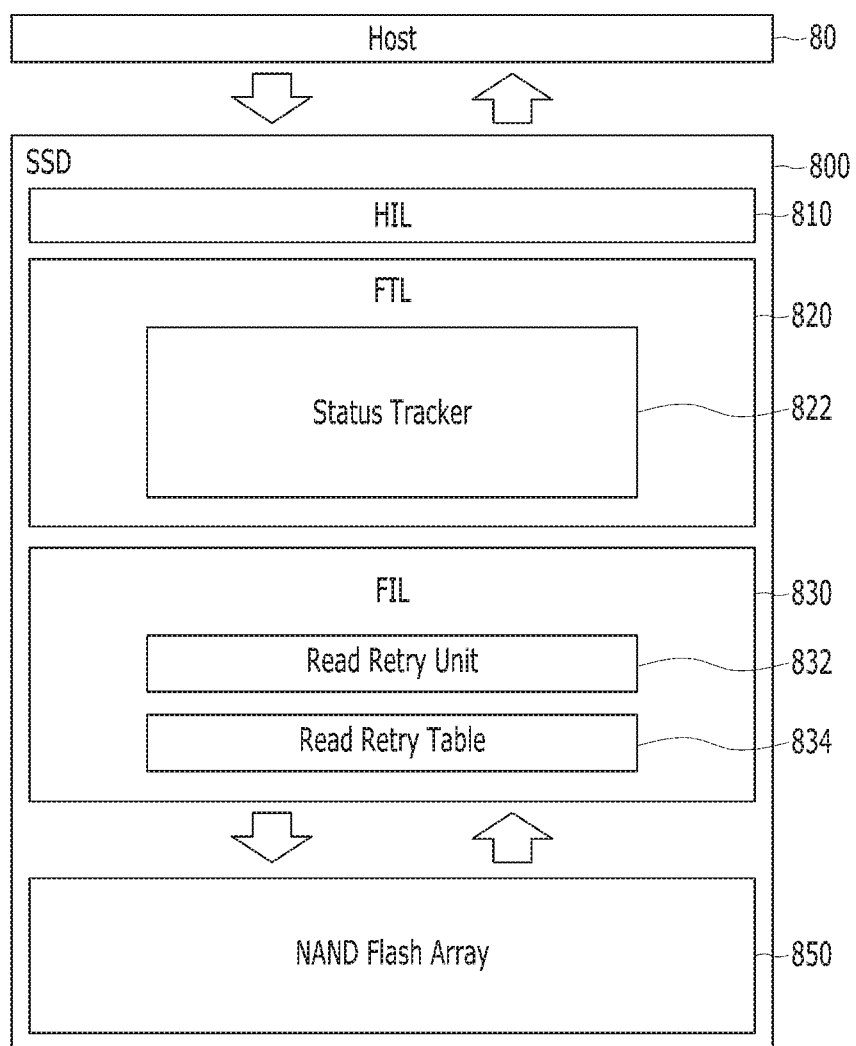 Host
80
SSD
800
HIL
810
FTL
820
Status Tracker
822
FIL
830
Read Retry Unit
832
Read Retry Table
834
NAND Flash Array
850